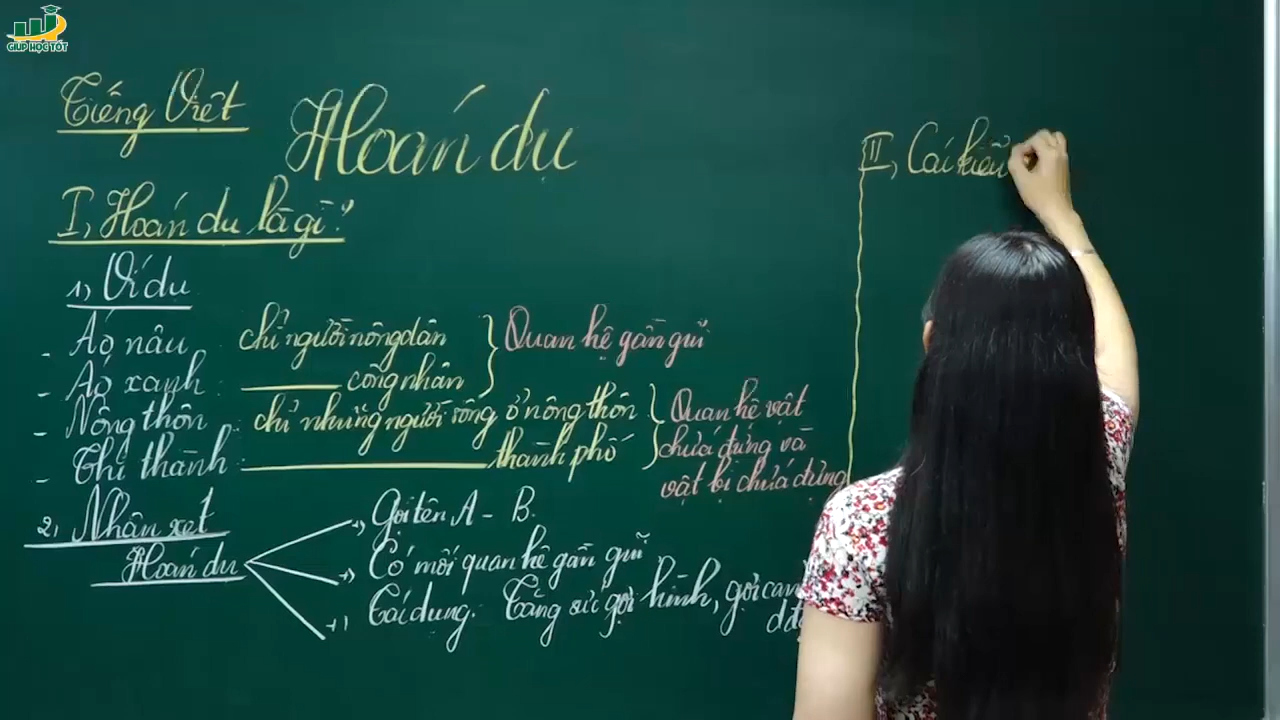 GIÚP HỌC TỐT
Tiếng Việt
Hoán dụ
I, Hoán dụ là gì?
1, Ví dụ
- Áo nâu : chỉ người nông dân
- Áo xanh : ______ công nhân
Quan hệ gần gũi
- Nông thôn : chỉ những người sống ở nông thôn
- Thị thành : ______ thành phố
Quan hệ vật
chứa đựng và
vật bị chứa đựng
2, Nhận xét
Hoán dụ
+) Gọi tên A - B.
+) Có mối quan hệ gần gũi
+) Tác dụng: Tăng sức gợi hình, gợi cảm
II, Các kiểu